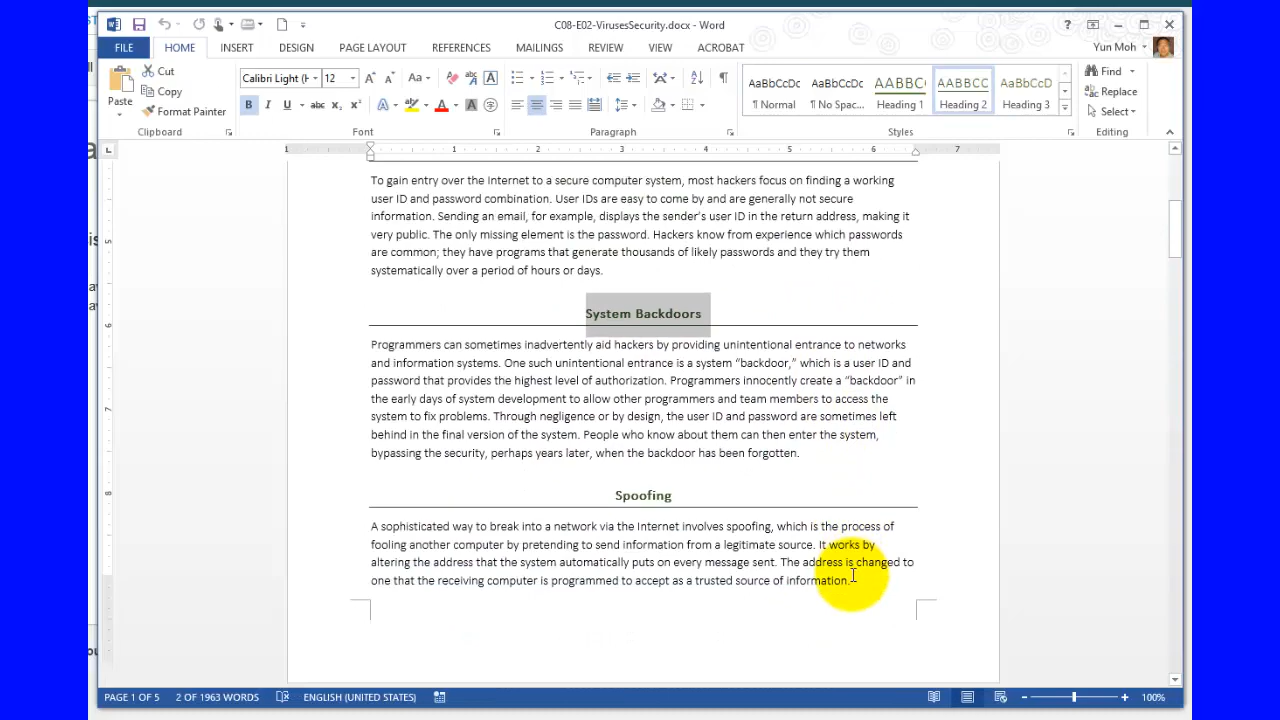 C08-E02-VirusesSecurity.docx - Word
FILE HOME INSERT DESIGN PAGE LAYOUT REFERENCES MAILINGS REVIEW VIEW ACROBAT
Yun Moh
Paste
Cut
Copy
Format Painter
Calibri Light (H 12
AaBbCcDc AaBbCcDc AABBC( AABBCC AaBbCcD
¶ Normal ¶ No Spac... Heading 1 Heading 2 Heading 3
Find
Replace
Select
Clipboard Font Paragraph Styles Editing
1 1 2 3 4 5 6 7
To gain entry over the Internet to a secure computer system, most hackers focus on finding a working
user ID and password combination. User IDs are easy to come by and are generally not secure
information. Sending an email, for example, displays the sender's user ID in the return address, making it
very public. The only missing element is the password. Hackers know from experience which passwords
are common; they have programs that generate thousands of likely passwords and they try them
systematically over a period of hours or days.
System Backdoors
Programmers can sometimes inadvertently aid hackers by providing unintentional entrance to networks
and information systems. One such unintentional entrance is a system “backdoor,” which is a user ID and
password that provides the highest level of authorization. Programmers innocently create a “backdoor” in
the early days of system development to allow other programmers and team members to access the
system to fix problems. Through negligence or by design, the user ID and password are sometimes left
behind in the final version of the system. People who know about them can then enter the system,
bypassing the security, perhaps years later, when the backdoor has been forgotten.
Spoofing
A sophisticated way to break into a network via the Internet involves spoofing, which is the process of
fooling another computer by pretending to send information from a legitimate source. It works by
altering the address that the system automatically puts on every message sent. The address is changed to
one that the receiving computer is programmed to accept as a trusted source of information.
PAGE 1 OF 5 2 OF 1963 WORDS ENGLISH (UNITED STATES) 100%